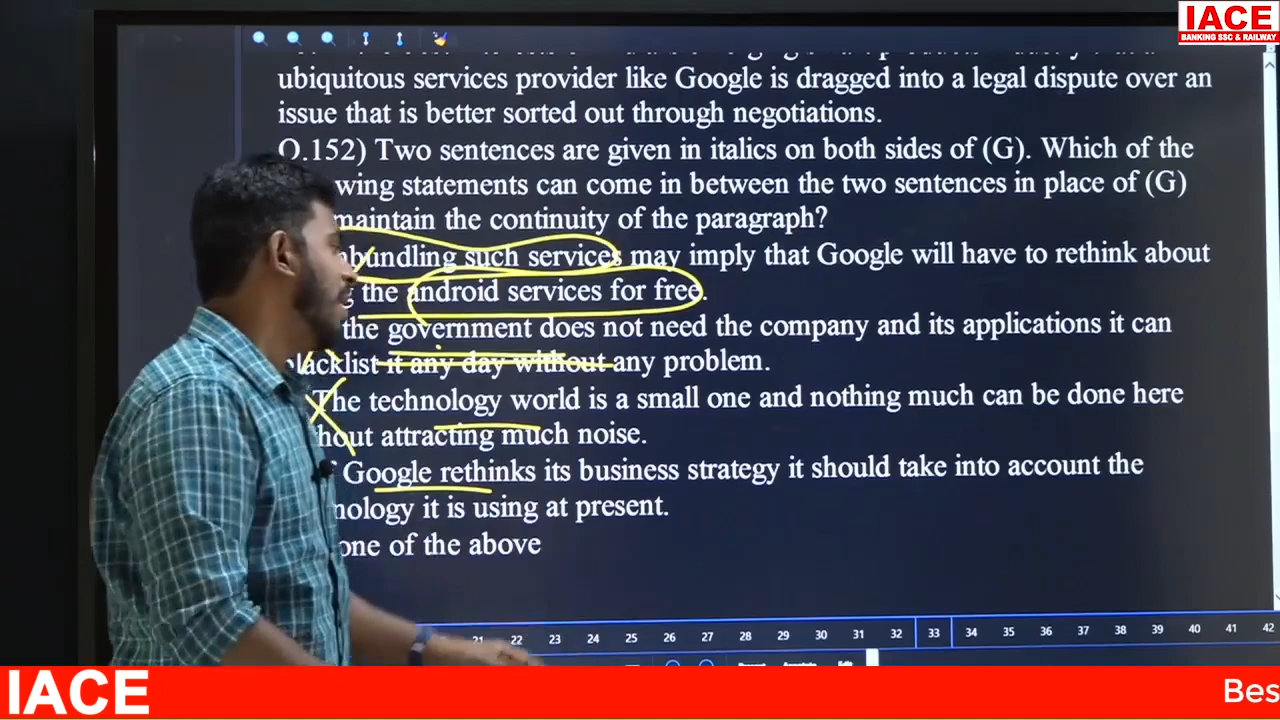 IACE
BANKING SSC & RAILWAY
ubiquitous services provider like Google is dragged into a legal dispute over an
issue that is better sorted out through negotiations.
Q.152) Two sentences are given in italics on both sides of (G). Which of the
wing statements can come in between the two sentences in place of (G)
maintain the continuity of the paragraph?
bundling such services may imply that Google will have to rethink about
the android services for free.
the government does not need the company and its applications it can
blacklist it any day without any problem.
The technology world is a small one and nothing much can be done here
hout attracting much noise.
Google rethinks its business strategy it should take into account the
nology it is using at present.
one of the above
21 22 23 24 25 26 27 28 29 30 31 32 33 34 35 36 37 38 39 40 41 42
IACE
Bes